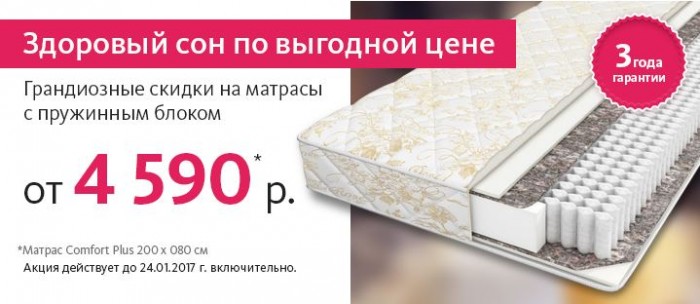 Здоровый сон по выгодной цене
Грандиозные скидки на матрасы
с пружинным блоком
от 4 590* р.
*Матрас Comfort Plus 200 x 080 см
Акция действует до 24.01.2017 г. включительно.
3 года
гарантии